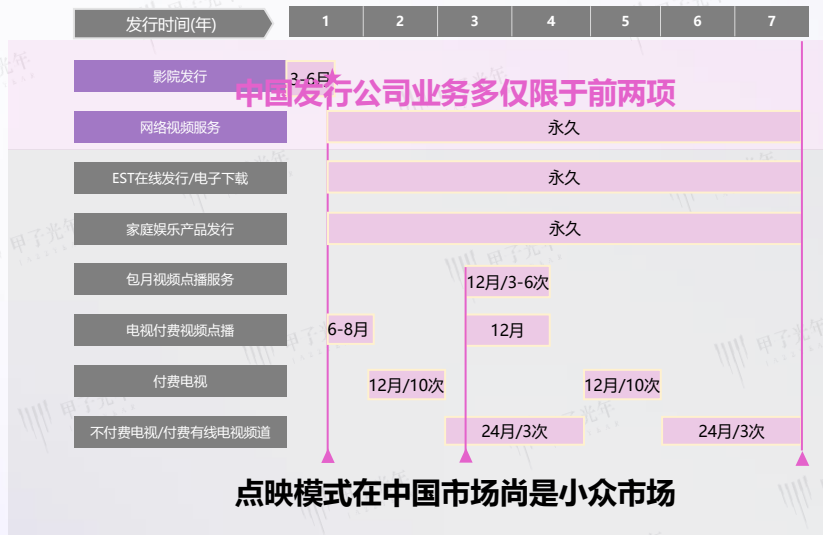 发行时间(年)
1 2 3 4 5 6 7
影院发行 3-6月
中国发行公司业务多仅限于前两项
网络视频服务 永久
EST在线发行/电子下载 永久
家庭娱乐产品发行 永久
包月视频点播服务 12月/3-6次
电视付费视频点播 6-8月 12月
付费电视 12月/10次 12月/10次
不付费电视/付费有线电视频道 24月/3次 24月/3次
点映模式在中国市场尚是小众市场
甲子光年